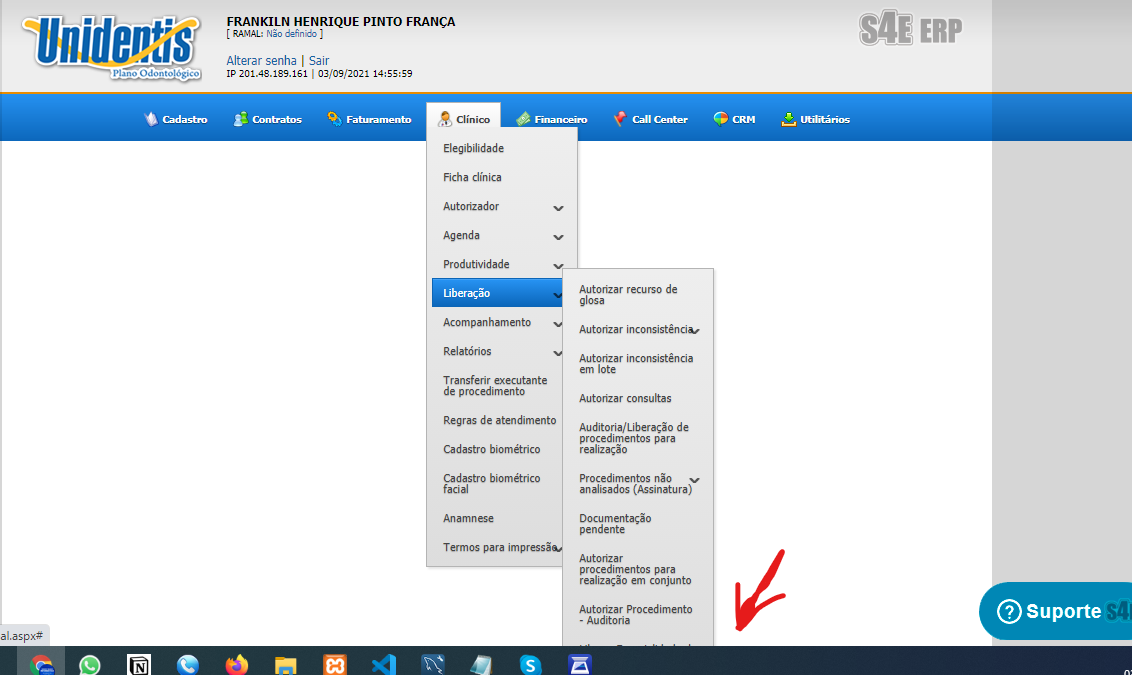 Unidentis
Plano Odontológico
FRANKILN HENRIQUE PINTO FRANÇA
[ RAMAL: Não definido ]
Alterar senha | Sair
IP 201.48.189.161 | 03/09/2021 14:55:59
S4E ERP
Cadastro
Contratos
Faturamento
Clínico
Financeiro
Call Center
CRM
Utilitários
Elegibilidade
Ficha clínica
Autorizador
Agenda
Produtividade
Liberação
Acompanhamento
Relatórios
Transferir executante
de procedimento
Regras de atendimento
Cadastro biométrico
Cadastro biométrico
facial
Anamnese
Termos para impressão
Autorizar recurso de
glosa
Autorizar inconsistência
Autorizar inconsistência
em lote
Autorizar consultas
Auditoria/Liberação de
procedimentos para
realização
Procedimentos não
analisados (Assinatura)
Documentação
pendente
Autorizar
procedimentos para
realização em conjunto
Autorizar Procedimento
- Auditoria
Suporte S4E
al.aspx#